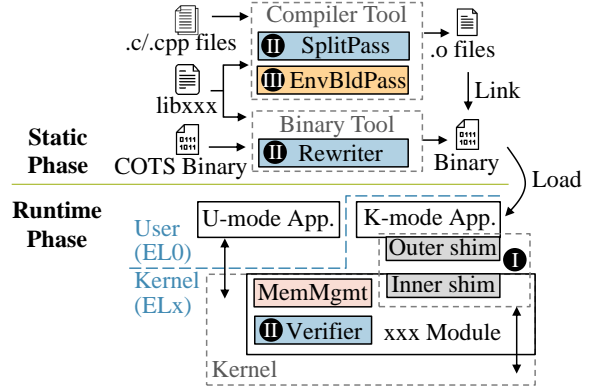 Compiler Tool
.c/.cpp files
II SplitPass
.o files
III EnvBldPass
libxxx
Link
Static
Phase
Binary Tool
0111
1011
COTS Binary
II Rewriter
0111
1011
Binary
Load
Runtime
Phase
U-mode App.
K-mode App.
User
(EL0)
Outer shim
I
Kernel
(ELx)
MemMgmt
Inner shim
II Verifier
xxx Module
Kernel